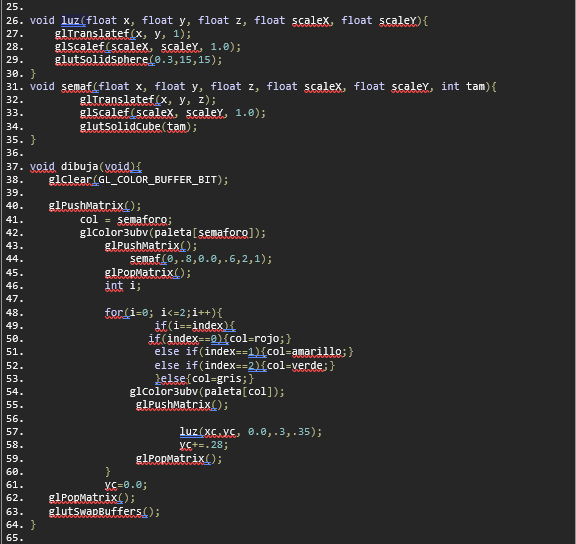 25.
26. void luz(float x, float y, float z, float scaleX, float scaleY){
27. glTranslatef(x, y, 1);
28. glScalef(scaleX, scaleY, 1.0);
29. glutSolidSphere(0.3,15,15);
30. }
31. void semaf(float x, float y, float z, float scaleX, float scaleY, int tam){
32. glTranslatef(x, y, z);
33. glScalef(scaleX, scaleY, 1.0);
34. glutSolidCube(tam);
35. }
36.
37. void dibuja(void){
38. glClear(GL_COLOR_BUFFER_BIT);
39.
40. glPushMatrix();
41. col = semaforo;
42. glColor3ubv(paleta[semaforo]);
43. glPushMatrix();
44. semaf(0,.8,0.0,.6,2,1);
45. glPopMatrix();
46. int i;
47.
48. for(i=0; i<=2;i++){
49. if(i==index){
50. if(index==0){col=rojo;}
51. else if(index==1){col=amarillo;}
52. else if(index==2){col=verde;}
53. }else{col=gris;}
54. glColor3ubv(paleta[col]);
55. glPushMatrix();
56.
57. luz(xc,yc, 0.0,.3,.35);
58. yc+=.28;
59. glPopMatrix();
60. }
61. yc=0.0;
62. glPopMatrix();
63. glutSwapBuffers();
64. }
65.